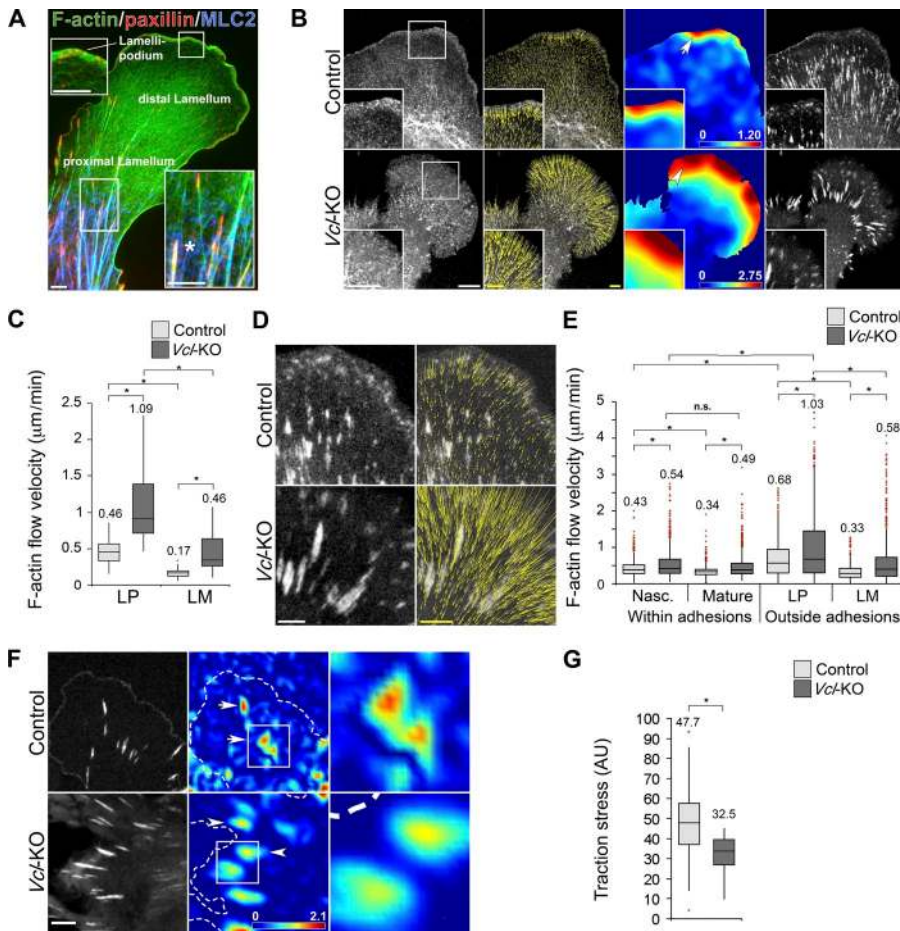 A
F-actin/paxillin/MLC2
Lamelli-
podium
distal Lamellum
proximal Lamellum
*
B
Control
Vcl-KO
0 1.20
0 2.75
C
Control
Vcl-KO
F-actin flow velocity (μm/min)
2.5
2
1.5
1
0.5
0
*
*
*
*
0.46
1.09
0.17
0.46
LP LM
D
Control
Vcl-KO
E
Control
Vcl-KO
F-actin flow velocity (μm/min)
5
4
3
2
1
0
*
*
*
*
n.s.
*
*
*
*
*
0.43
0.54
0.34
0.49
0.68
1.03
0.33
0.58
Nasc. Mature LP LM
Within adhesions Outside adhesions
F
Control
Vcl-KO
0 2.1
G
Control
Vcl-KO
Traction stress (AU)
100
90
80
70
60
50
40
30
20
10
0
*
47.7
32.5